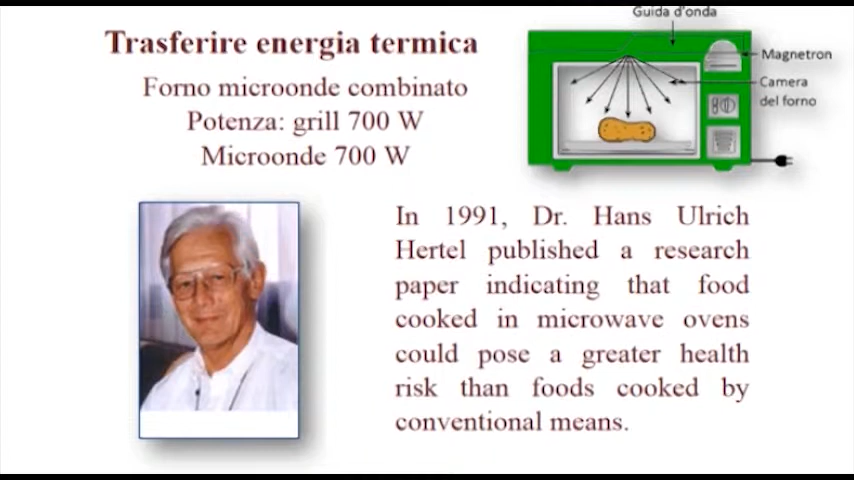 Trasferire energia termica
Forno microonde combinato
Potenza: grill 700 W
Microonde 700 W
Guida d'onda
Magnetron
Camera
del forno
In 1991, Dr. Hans Ulrich
Hertel published a research
paper indicating that food
cooked in microwave ovens
could pose a greater health
risk than foods cooked by
conventional means.